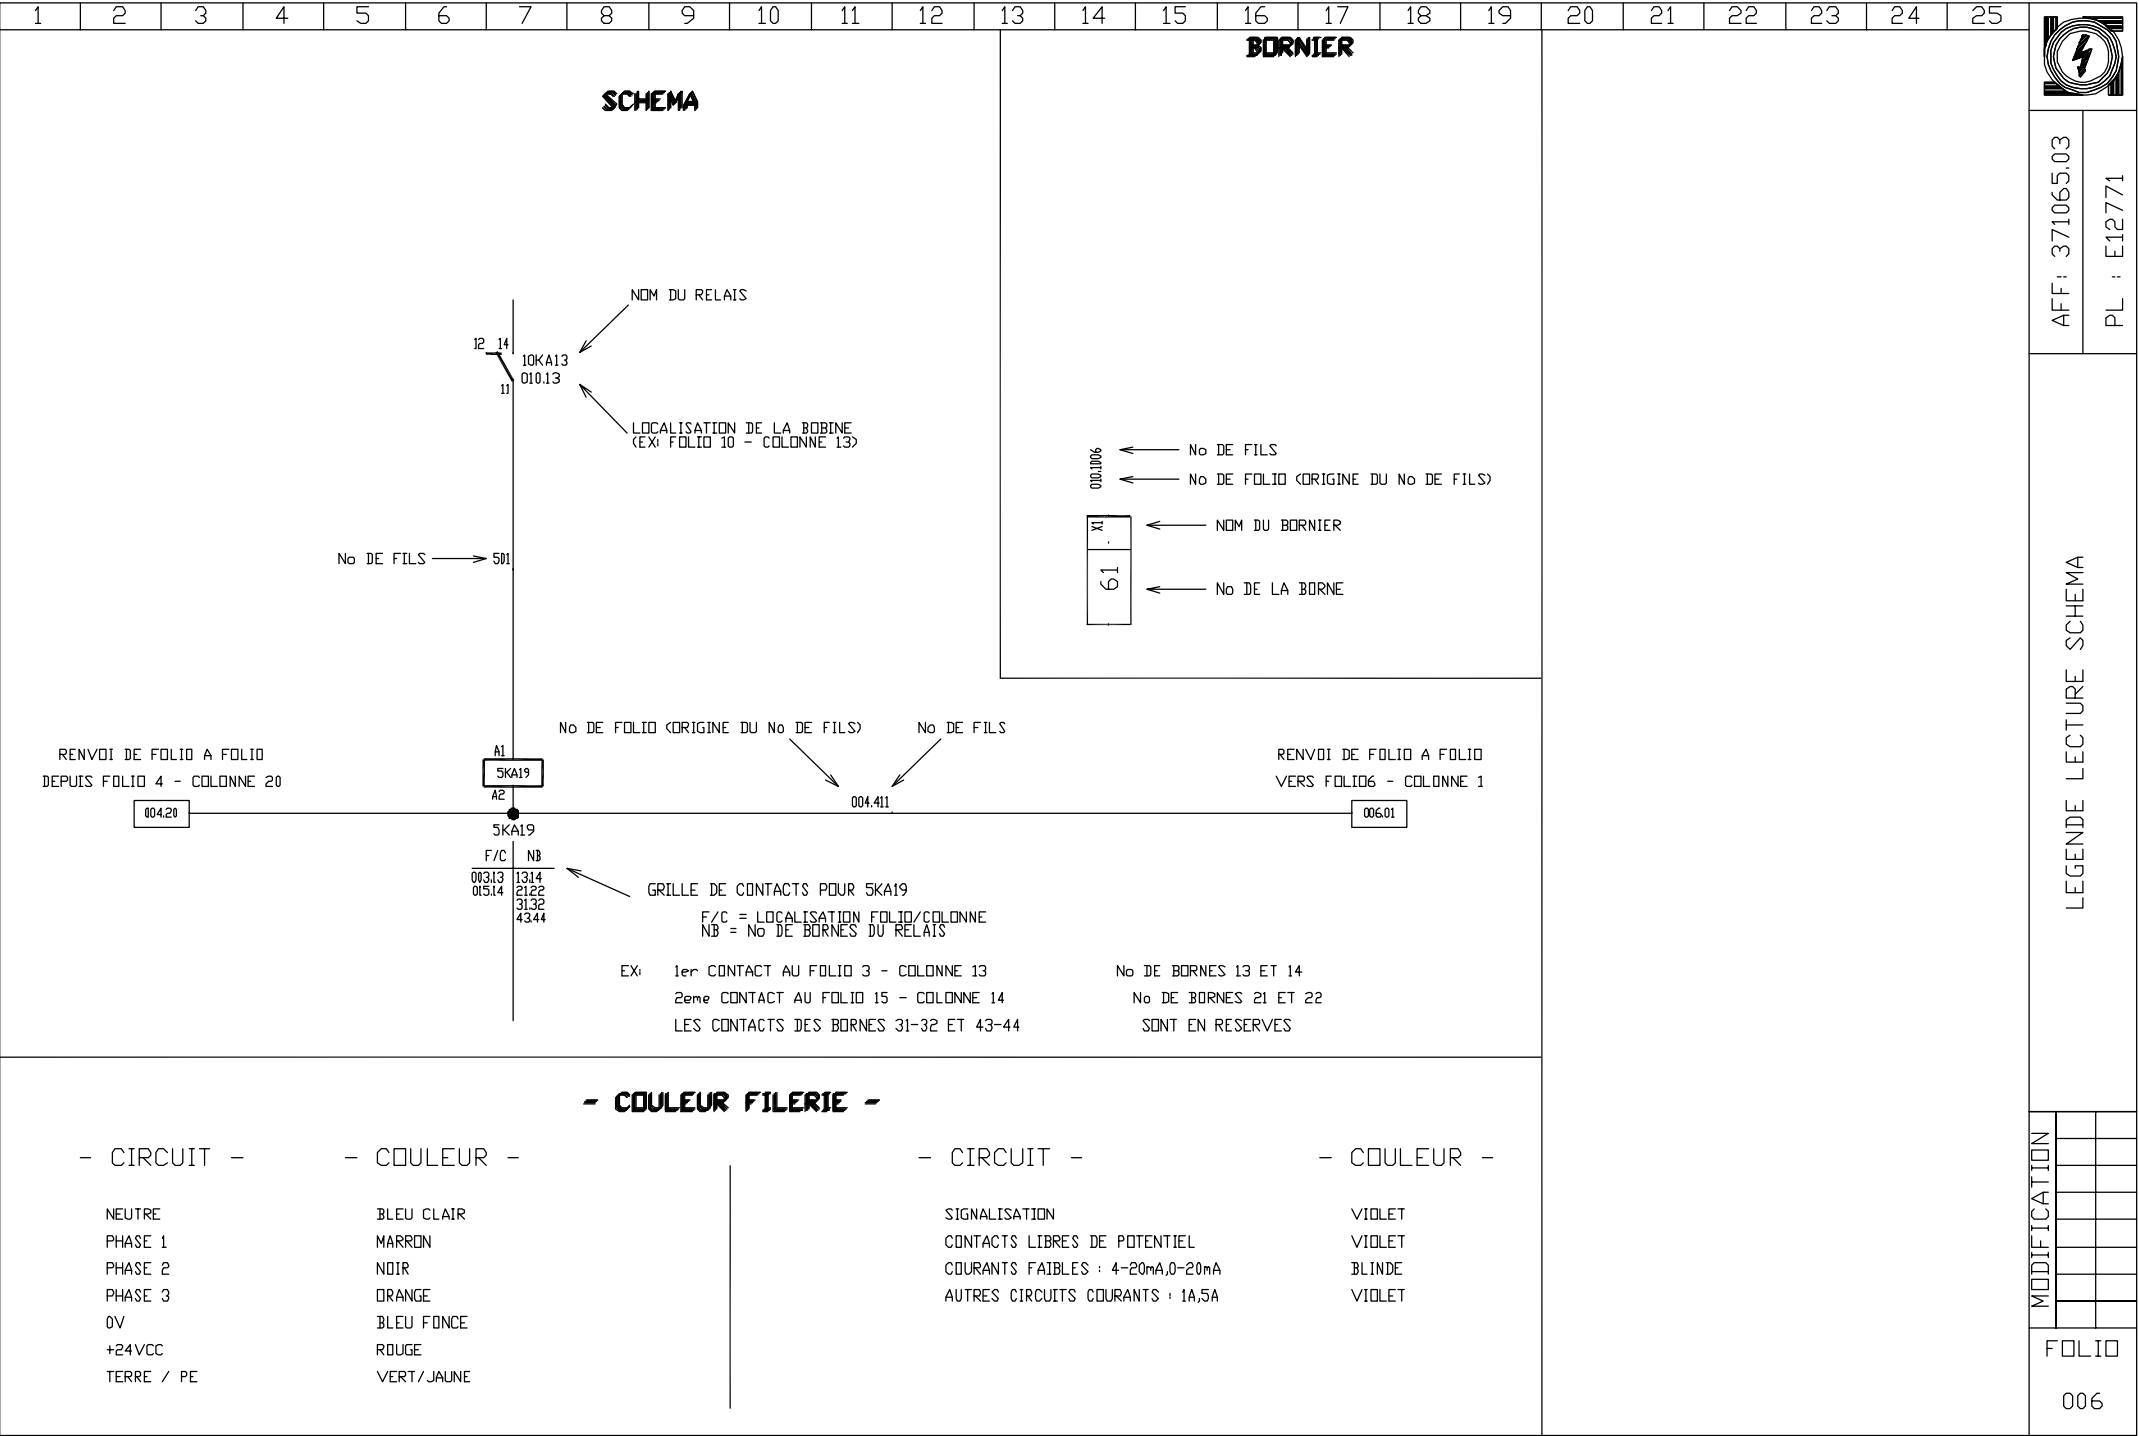 1 2 3 4 5 6 7 8 9 10 11 12 13 14 15 16 17 18 19 20 21 22 23 24 25
SCHEMA
NOM DU RELAIS
12 14
10KA13
010.13
11
LOCALISATION DE LA BOBINE
(EX: FOLIO 10 - COLONNE 13)
No DE FILS
501
No DE FOLIO (ORIGINE DU No DE FILS)
No DE FILS
RENVOI DE FOLIO A FOLIO
DEPUIS FOLIO 4 - COLONNE 20
004.20
A1
5KA19
A2
5KA19
004.411
RENVOI DE FOLIO A FOLIO
VERS FOLIO6 - COLONNE 1
006.01
F/C NB
003.13 13.14
015.14 21.22
31.32
43.44
GRILLE DE CONTACTS POUR 5KA19
F/C = LOCALISATION FOLIO/COLONNE
NB = No DE BORNES DU RELAIS
EX: 1er CONTACT AU FOLIO 3 - COLONNE 13 No DE BORNES 13 ET 14
2eme CONTACT AU FOLIO 15 - COLONNE 14 No DE BORNES 21 ET 22
LES CONTACTS DES BORNES 31-32 ET 43-44 SONT EN RESERVES
BORNIER
010.1006
No DE FILS
No DE FOLIO (ORIGINE DU No DE FILS)
X1
NOM DU BORNIER
61
No DE LA BORNE
- COULEUR FILERIE -
- CIRCUIT - - COULEUR -
NEUTRE BLEU CLAIR
PHASE 1 MARRON
PHASE 2 NOIR
PHASE 3 ORANGE
0V BLEU FONCE
+24VCC ROUGE
TERRE / PE VERT/JAUNE
- CIRCUIT - - COULEUR -
SIGNALISATION VIOLET
CONTACTS LIBRES DE POTENTIEL VIOLET
COURANTS FAIBLES : 4-20mA,0-20mA BLINDE
AUTRES CIRCUITS COURANTS : 1A,5A VIOLET
AFF: 371065.03
PL : E12771
LEGENDE LECTURE SCHEMA
MODIFICATION
FOLIO
006